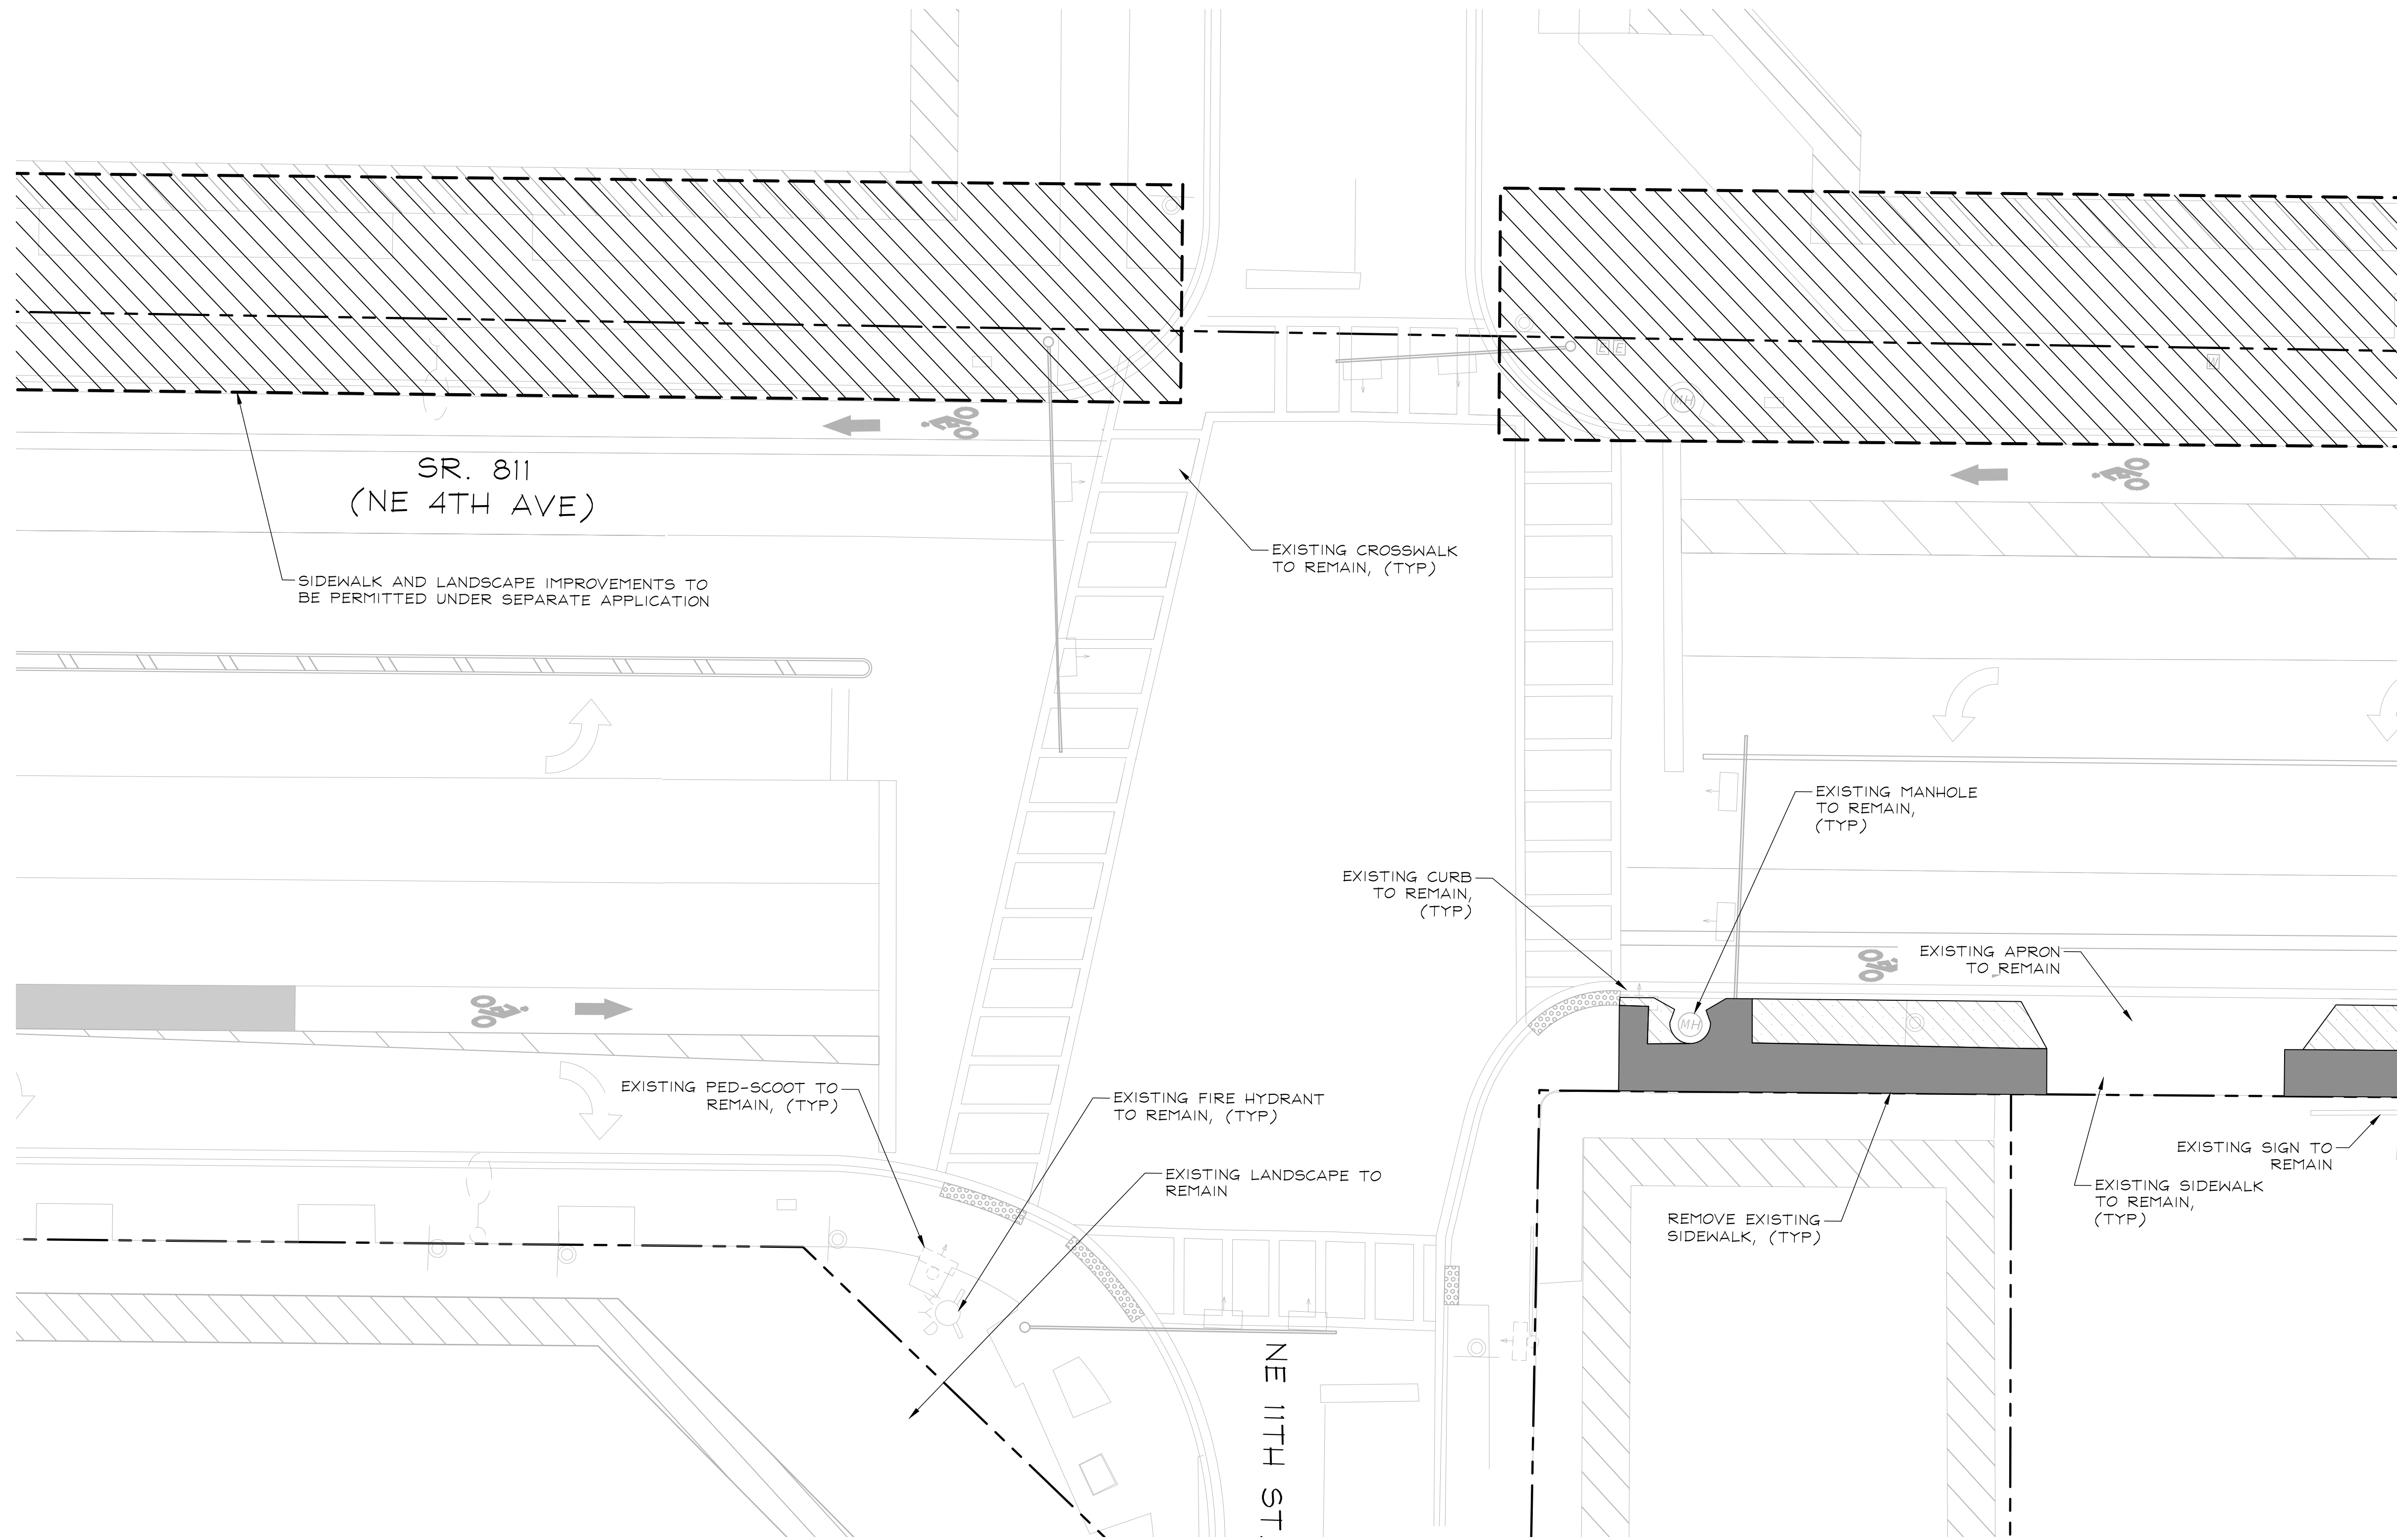 E E
W
MH
SR. 811
(NE 4TH AVE)
EXISTING CROSSWALK
TO REMAIN, (TYP)
SIDEWALK AND LANDSCAPE IMPROVEMENTS TO
BE PERMITTED UNDER SEPARATE APPLICATION
EXISTING MANHOLE
TO REMAIN,
(TYP)
EXISTING CURB
TO REMAIN,
(TYP)
EXISTING APRON
TO REMAIN
MH
EXISTING PED-SCOOT TO
REMAIN, (TYP)
EXISTING FIRE HYDRANT
TO REMAIN, (TYP)
EXISTING LANDSCAPE TO
REMAIN
EXISTING SIGN TO
REMAIN
EXISTING SIDEWALK
TO REMAIN,
(TYP)
REMOVE EXISTING
SIDEWALK, (TYP)
NE 11TH ST.